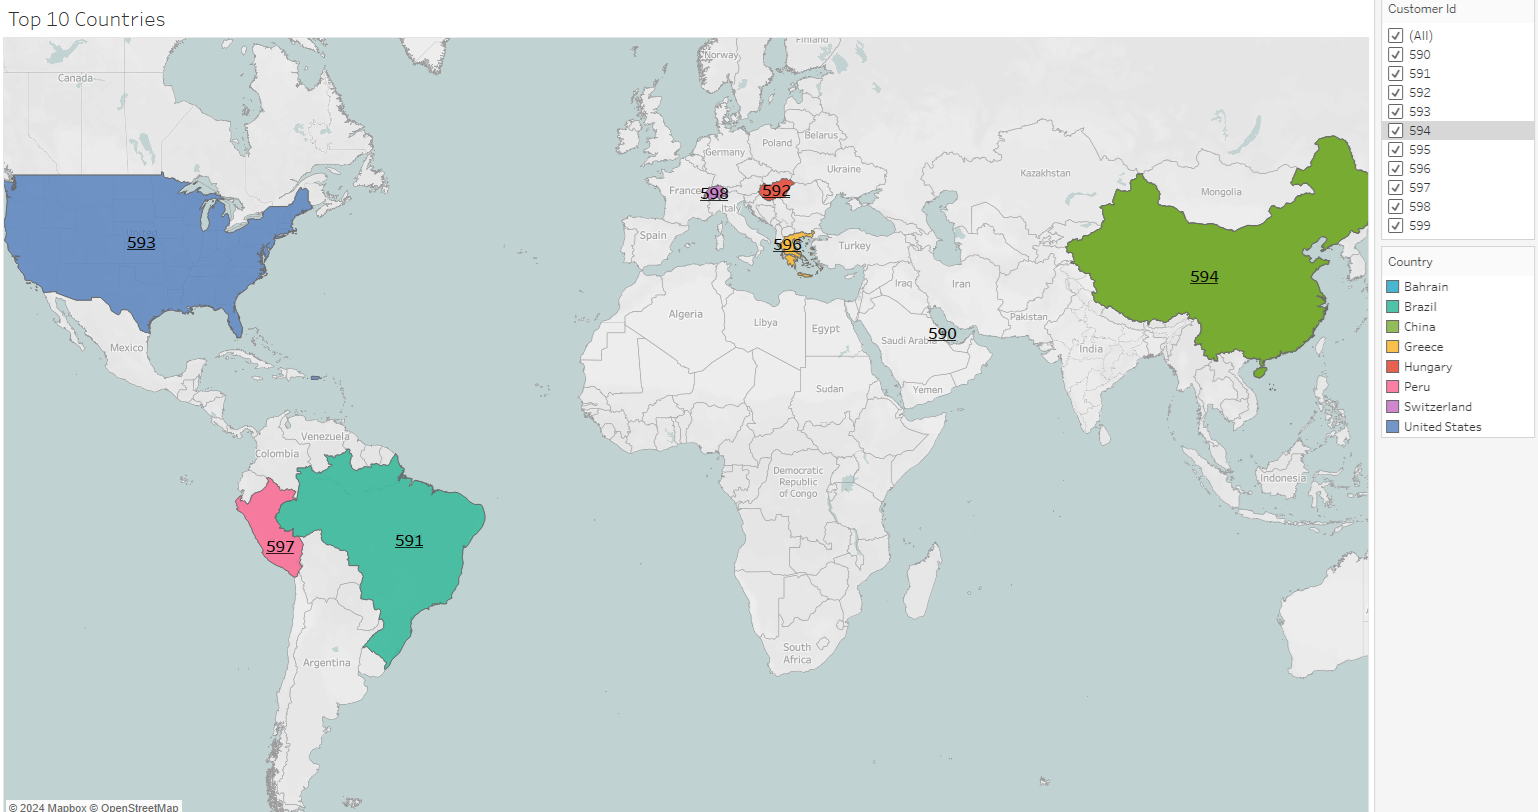 Top 10 Countries
Finland
Norway
Canada
Belarus
Poland
Germany
Ukraine
Kazakhstan
Mongolia
France
598
592
Italy
United
593
Spain
596
Turkey
594
Iraq
Iran
Algeria
Libya
Egypt
Pakistan
Saudi Arabia
590
Mexico
India
Sudan
Yemen
Venezuela
Colombia
Democratic
Republic
of Congo
Indonesia
597
591
South
Africa
Argentina
© 2024 Mapbox © OpenStreetMap
Customer Id
(All)
590
591
592
593
594
595
596
597
598
599
Country
Bahrain
Brazil
China
Greece
Hungary
Peru
Switzerland
United States